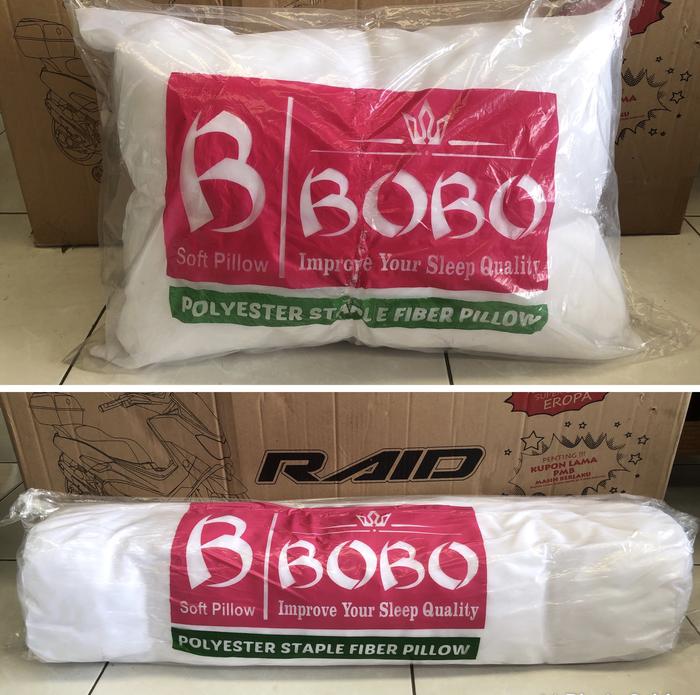 B
BOBO
Soft Pillow
Improve Your Sleep Quality
POLYESTER STAPLE FIBER PILLOW
EROPA
RAID
PENTING !!!
KUPON LAMA
PMB
MASIH BERLAKU
B
BOBO
Soft Pillow
Improve Your Sleep Quality
POLYESTER STAPLE FIBER PILLOW